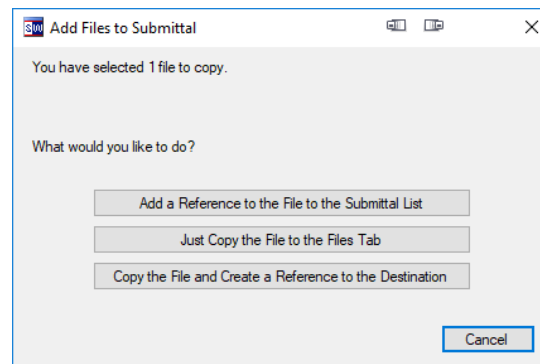 SW Add Files to Submittal
You have selected 1 file to copy.
What would you like to do?
Add a Reference to the File to the Submittal List
Just Copy the File to the Files Tab
Copy the File and Create a Reference to the Destination
Cancel